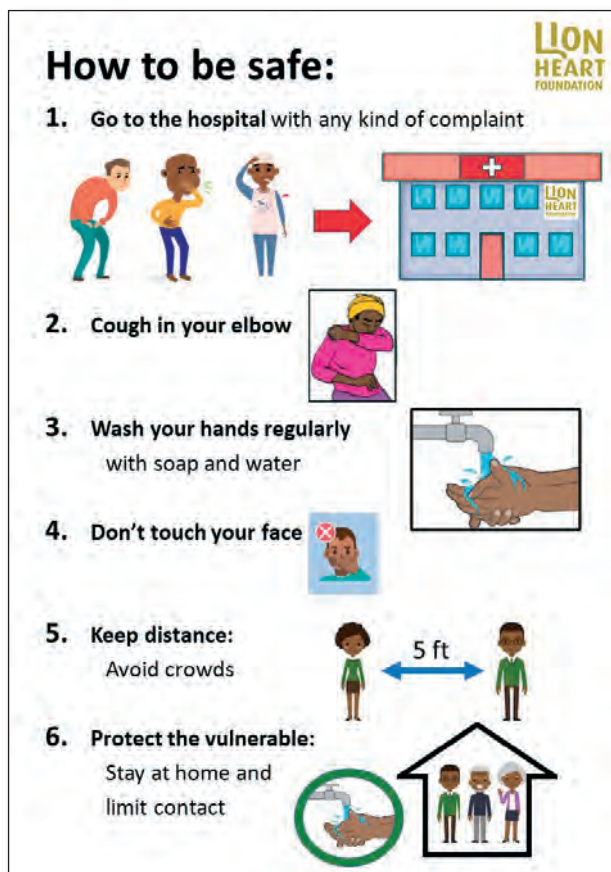 LION
HEART
FOUNDATION
How to be safe:
1. Go to the hospital with any kind of complaint
LION
HEART
FOUNDATION
2. Cough in your elbow
3. Wash your hands regularly
with soap and water
4. Don't touch your face
5. Keep distance:
5 ft
Avoid crowds
6. Protect the vulnerable:
Stay at home and
limit contact